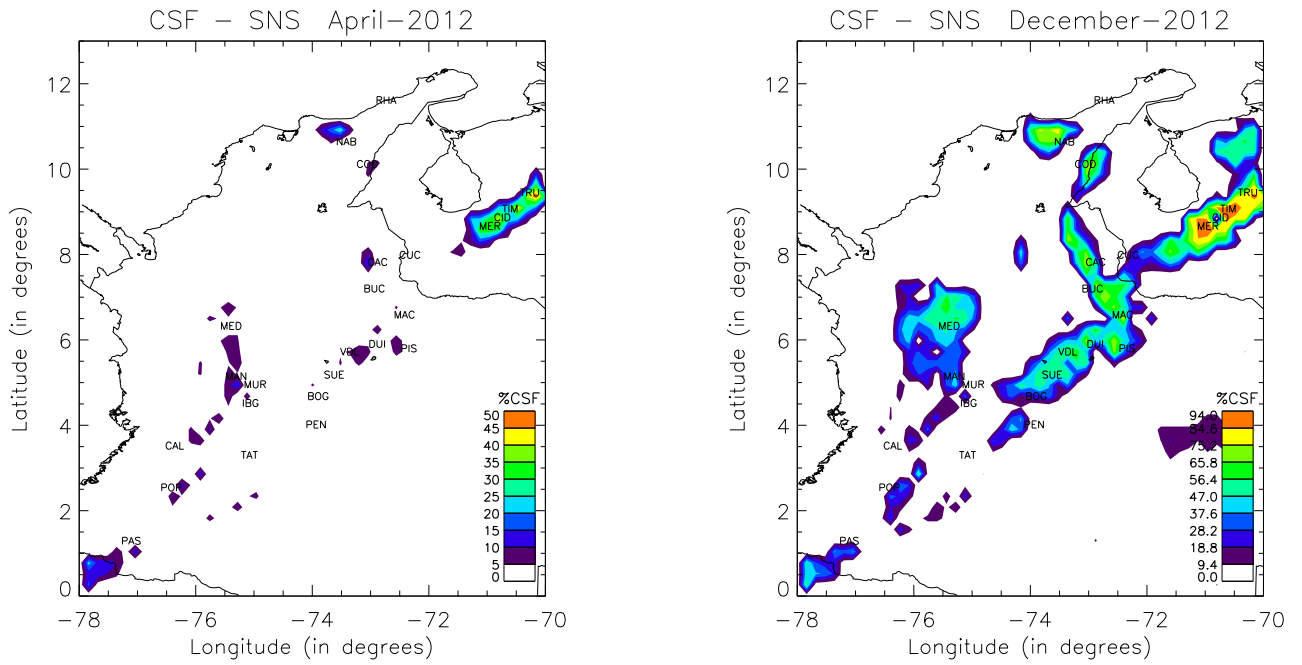 CSF – SNS April–2012
Latitude (in degrees)
12
10
8
6
4
2
0
RHA
NAB
COD
TRU
TIM
CID
MER
CUC
CAC
BUC
MAC
MED
DUI
PIS
VDL
SUE
MAN
MUR
BOG
IBG
PEN
CAL
TAT
POP
PAS
%CSF
50
45
40
35
30
25
20
15
10
5
0
−78 −76 −74 −72 −70
Longitude (in degrees)
CSF – SNS December–2012
Latitude (in degrees)
12
10
8
6
4
2
0
RHA
NAB
COD
TRU
TIM
CID
MER
CUC
CAC
BUC
MAC
MED
DUI
PIS
VDL
SUE
MAN
MUR
BOG
IBG
PEN
CAL
TAT
POP
PAS
%CSF
94.0
84.6
75.2
65.8
56.4
47.0
37.6
28.2
18.8
9.4
0.0
−78 −76 −74 −72 −70
Longitude (in degrees)